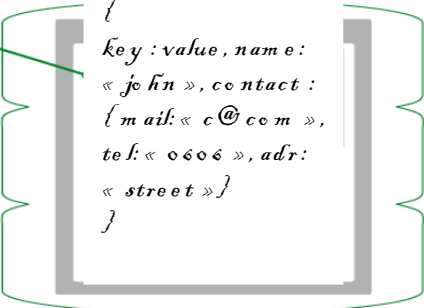 {
key : value , name :
« john » , contact :
{ mail: « c@com » ,
tel: « 0606 » , adr:
« street » }
}